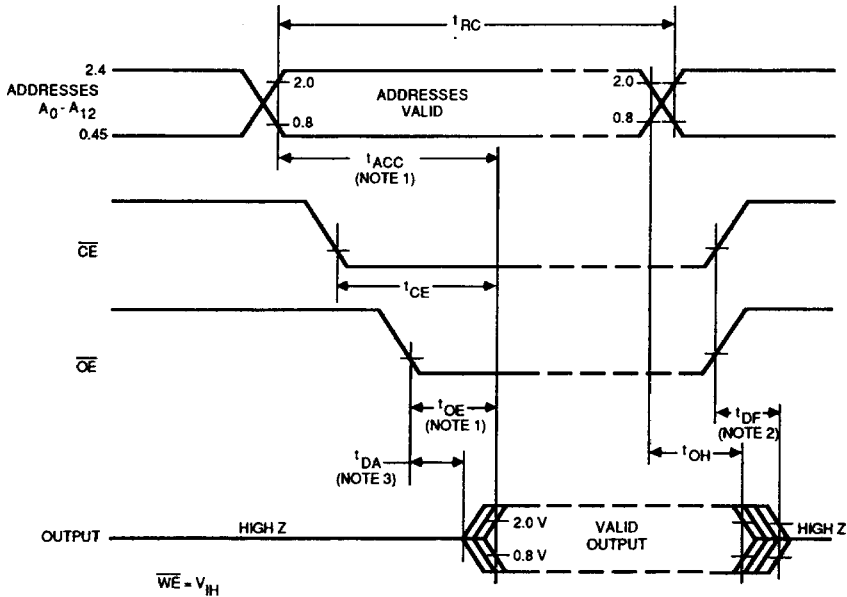 tRC
2.4
ADDRESSES
A0 - A12
0.45
2.0
0.8
ADDRESSES
VALID
2.0
0.8
tACC
(NOTE 1)
CE
tCE
OE
tOE
(NOTE 1)
tDF
(NOTE 2)
tOH
tDA
(NOTE 3)
OUTPUT
HIGH Z
2.0 V
0.8 V
VALID
OUTPUT
HIGH Z
WE = VIH